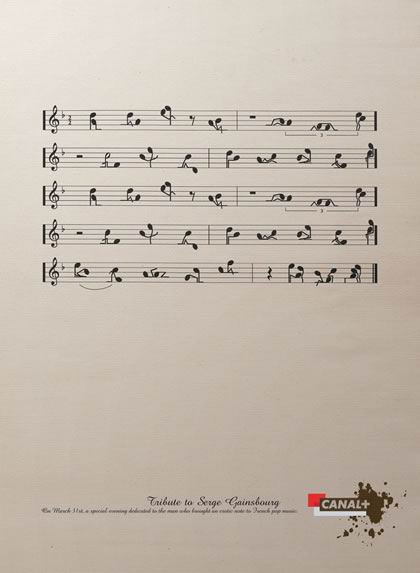 3
3
Tribute to Serge Gainsbourg
On March 31st, a special evening dedicated to the man who brought an erotic note to French pop music.
CANAL+